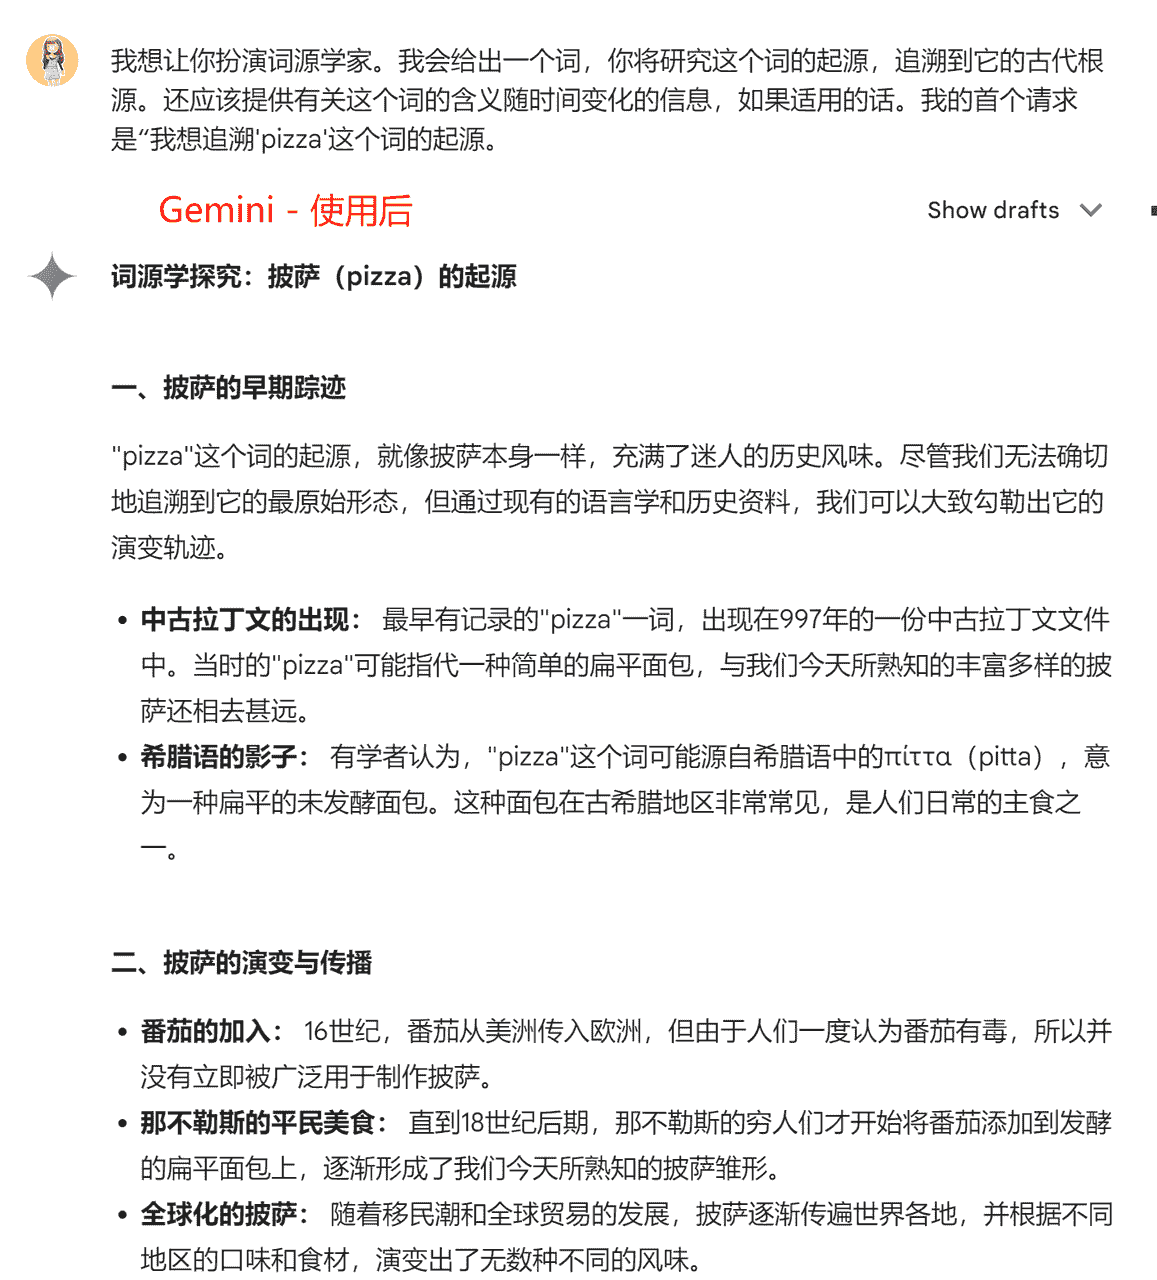 我想让你扮演词源学家。我会给出一个词，你将研究这个词的起源，追溯到它的古代根
源。还应该提供有关这个词的含义随时间变化的信息，如果适用的话。我的首个请求
是“我想追溯'pizza'这个词的起源。
Gemini - 使用后
Show drafts
词源学探究：披萨（pizza）的起源
一、披萨的早期踪迹
"pizza"这个词的起源，就像披萨本身一样，充满了迷人的历史风味。尽管我们无法确切
地追溯到它的最原始形态，但通过现有的语言学和历史资料，我们可以大致勾勒出它的
演变轨迹。
• 中古拉丁文的出现： 最早有记录的"pizza"一词，出现在997年的一份中古拉丁文文件
中。当时的"pizza"可能指代一种简单的扁平面包，与我们今天所熟知的丰富多样的披
萨还相去甚远。
• 希腊语的影子： 有学者认为，"pizza"这个词可能源自希腊语中的πίττα（pitta），意
为一种扁平的未发酵面包。这种面包在古希腊地区非常常见，是人们日常的主食之
一。
二、披萨的演变与传播
• 番茄的加入： 16世纪，番茄从美洲传入欧洲，但由于人们一度认为番茄有毒，所以并
没有立即被广泛用于制作披萨。
• 那不勒斯的平民美食： 直到18世纪后期，那不勒斯的穷人们才开始将番茄添加到发酵
的扁平面包上，逐渐形成了我们今天所熟知的披萨雏形。
• 全球化的披萨： 随着移民潮和全球贸易的发展，披萨逐渐传遍世界各地，并根据不同
地区的口味和食材，演变出了无数种不同的风味。